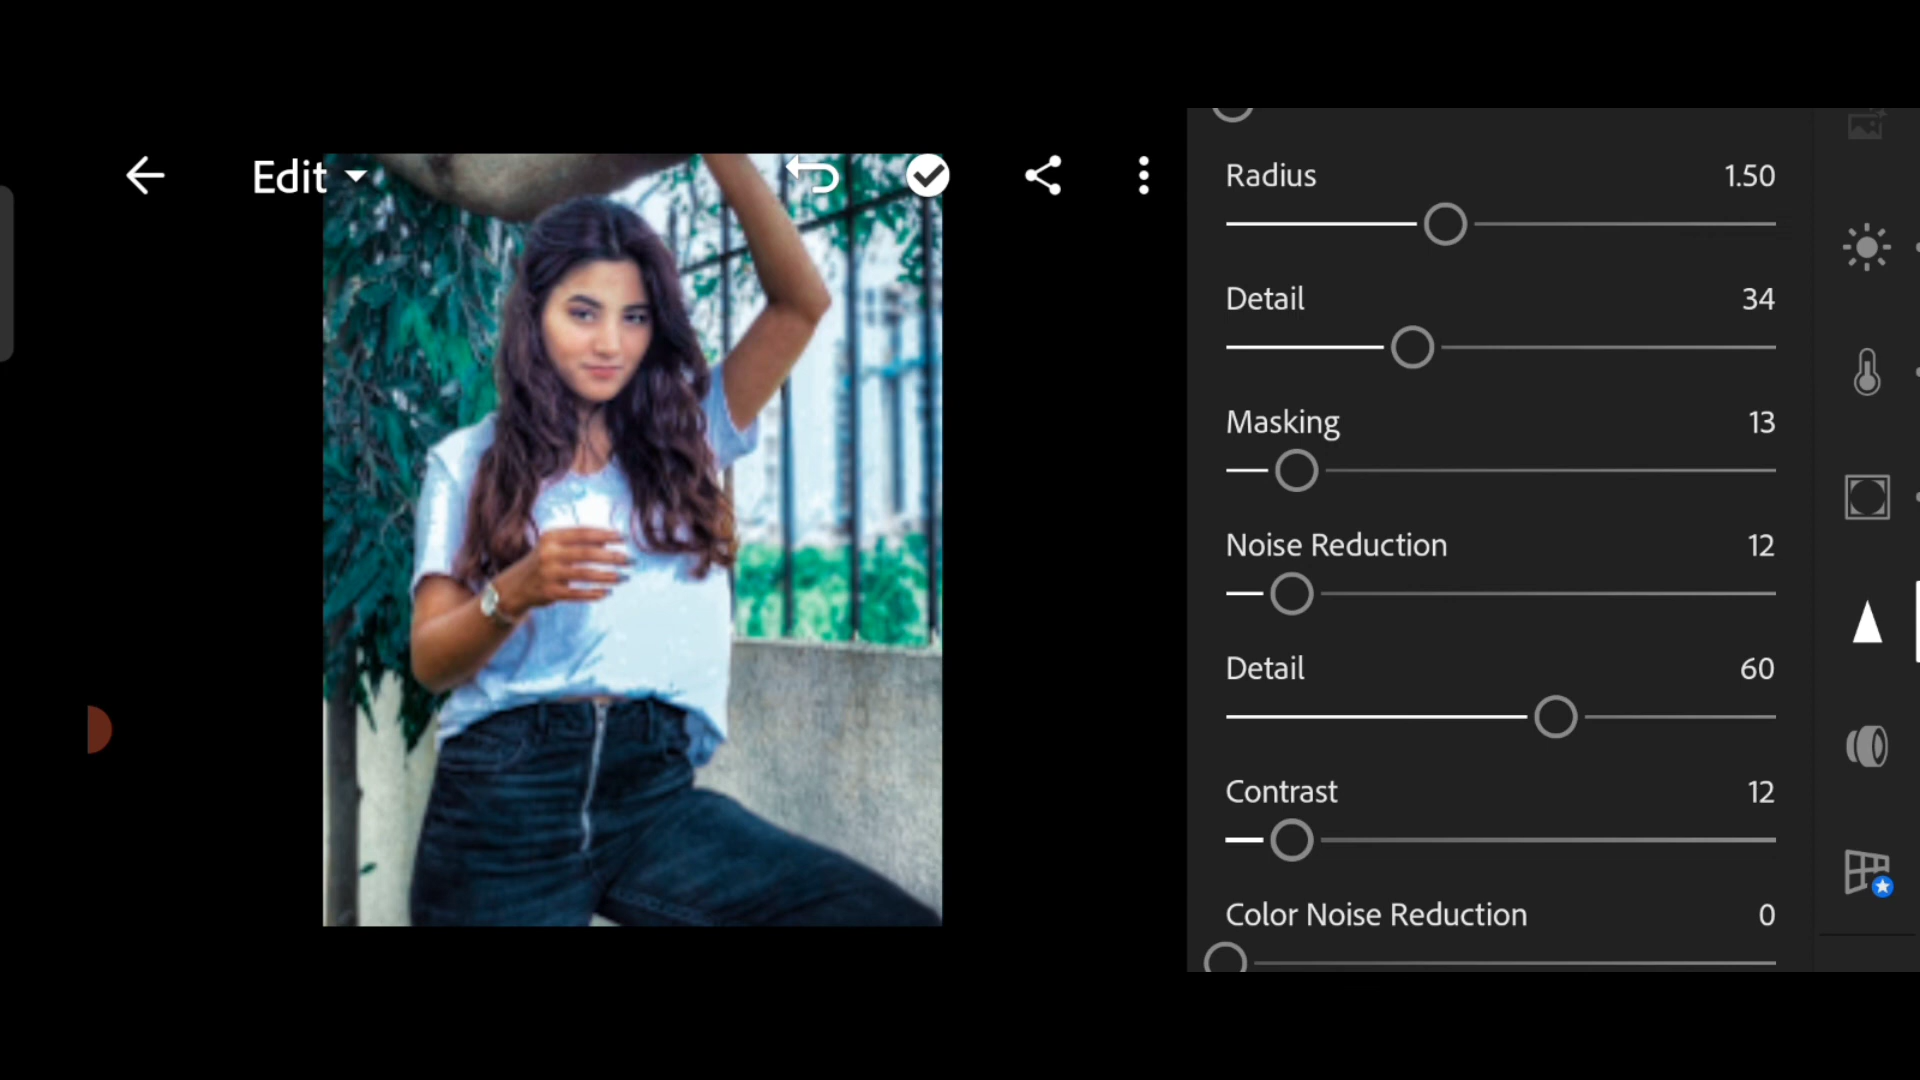 Edit
Radius 1.50
Detail 34
Masking 13
Noise Reduction 12
Detail 60
Contrast 12
Color Noise Reduction 0